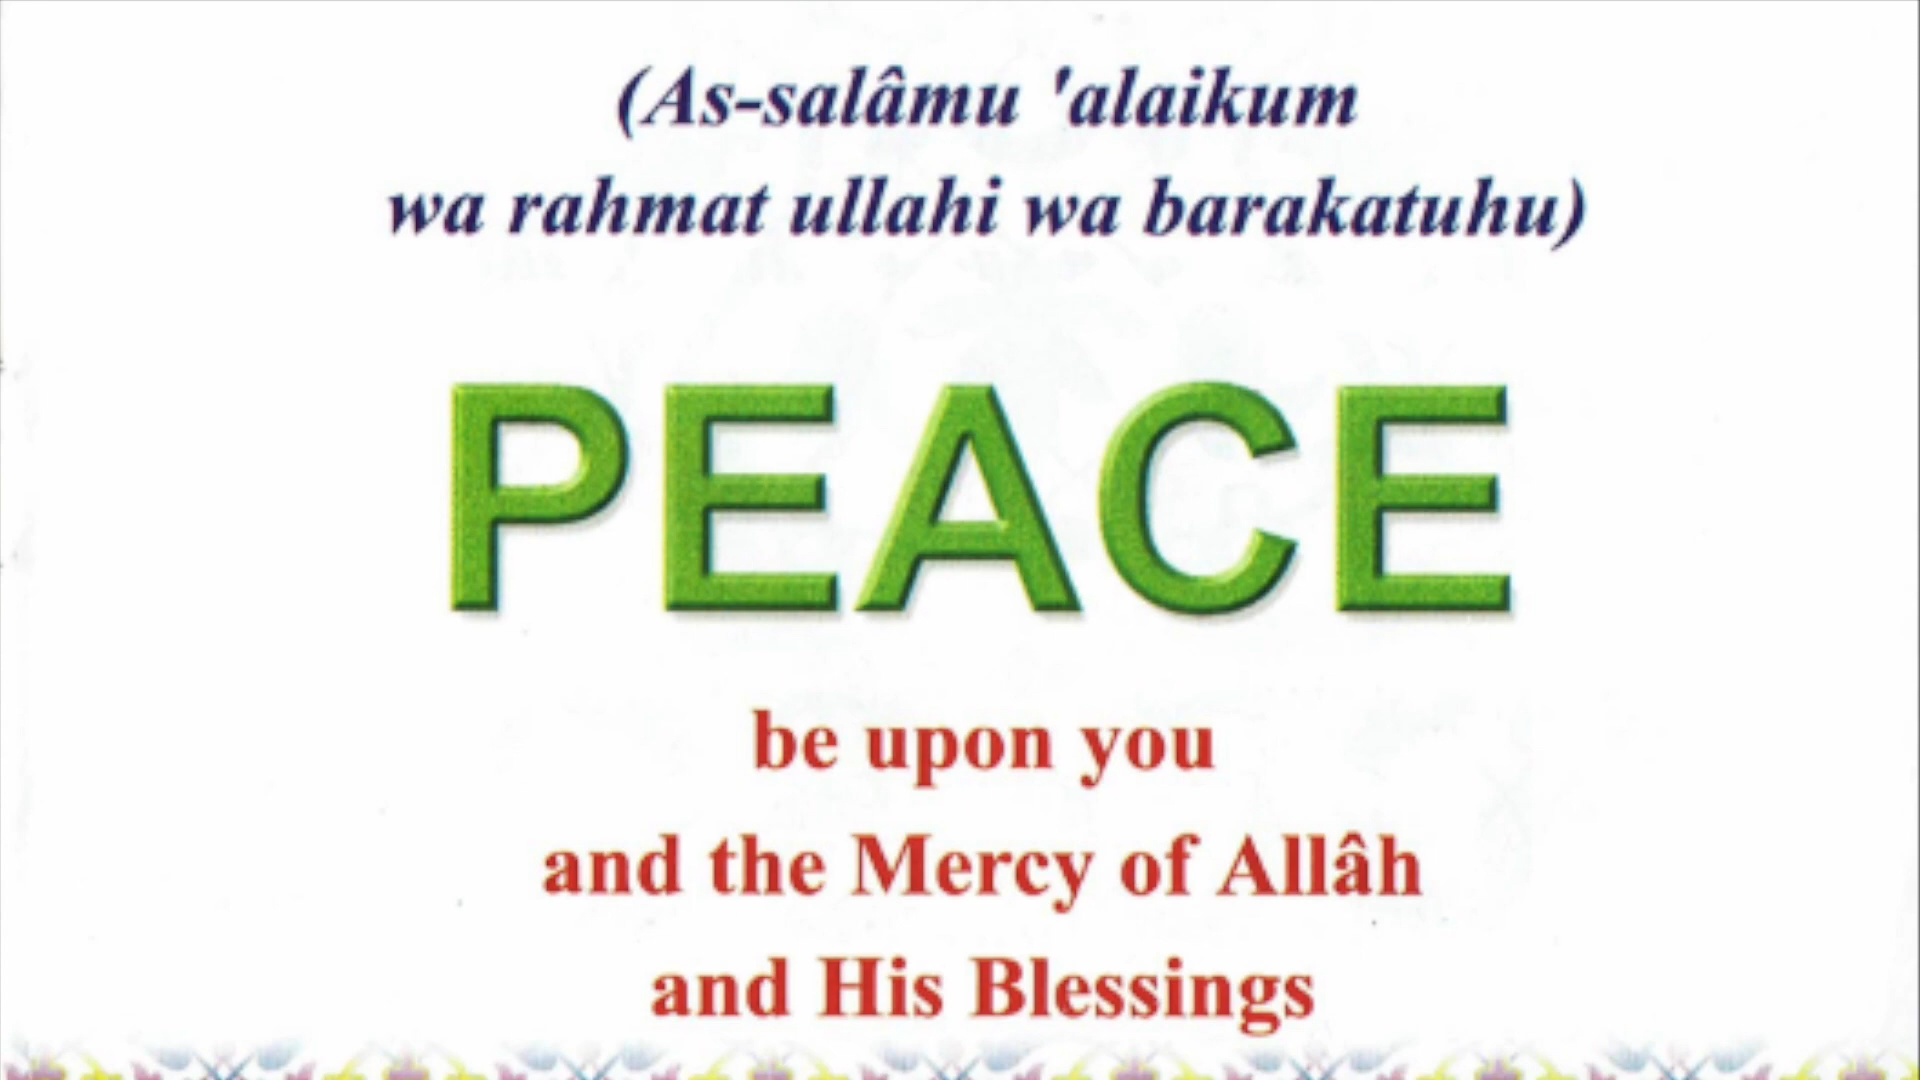 (As-salâmu 'alaikum
wa rahmat ullahi wa barakatuhu)
PEACE
be upon you
and the Mercy of Allâh
and His Blessings